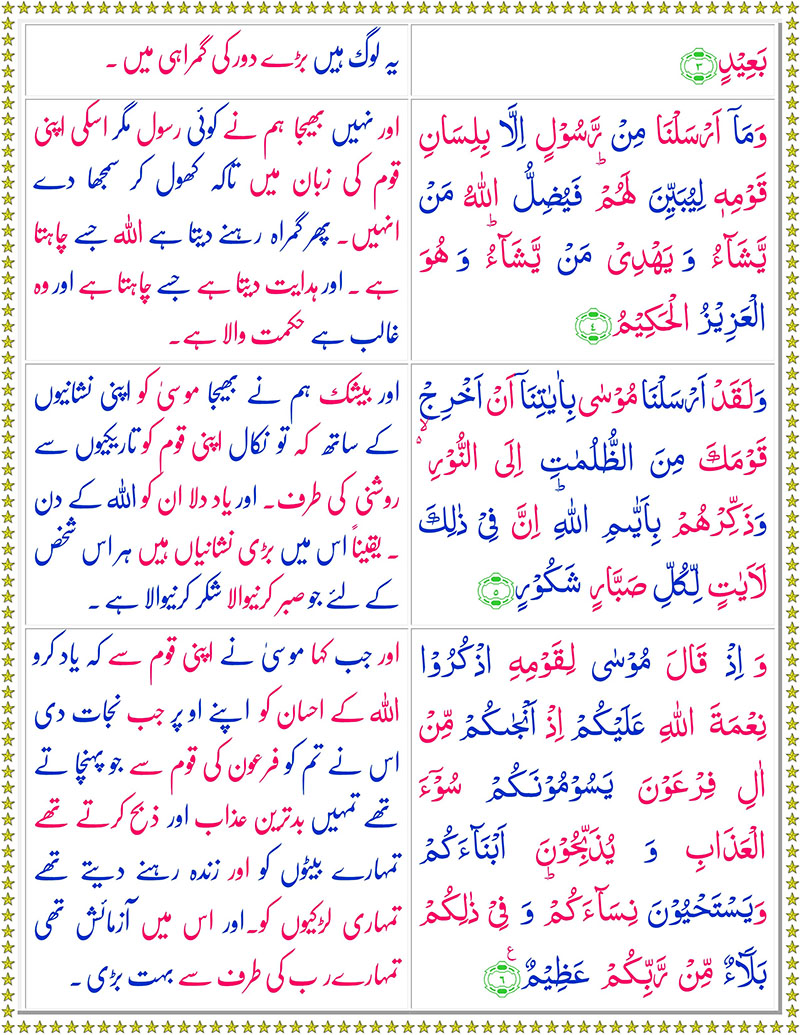 بَعِيۡدٍ ﴿۳﴾
یہ لوگ ہیں بڑے دور کی گمراہی میں ۔
وَمَاۤ اَرۡسَلۡنَا مِنۡ رَّسُوۡلٍ اِلَّا بِلِسَانِ
قَوۡمِهٖ لِيُبَيِّنَ لَهُمۡ‌ؕ فَيُضِلُّ اللّٰهُ مَنۡ
يَّشَآءُ وَ يَهۡدِىۡ مَنۡ يَّشَآءُ‌ؕ وَ هُوَ
الۡعَزِيۡزُ الۡحَكِيۡمُ ﴿۴﴾
اور نہیں بھیجا ہم نے کوئی رسول مگر اسکی اپنی
قوم کی زبان میں تاکہ کھول کر سمجھا دے
انہیں۔ پھر گمراہ رہنے دیتا ہے اللہ جسے چاہتا
ہے ۔ اور ہدایت دیتا ہے جسے چاہتا ہے اور وہ
غالب ہے حکمت والا ہے۔
وَلَقَدۡ اَرۡسَلۡنَا مُوۡسٰى بِاٰيٰتِنَاۤ اَنۡ اَخۡرِجۡ
قَوۡمَكَ مِنَ الظُّلُمٰتِ اِلَى النُّوۡرِ ۙ
وَذَكِّرۡهُمۡ بِاَيّٰٮمِ اللّٰهِ‌ؕ اِنَّ فِىۡ ذٰ لِكَ
لَاٰيٰتٍ لِّـكُلِّ صَبَّارٍ شَكُوۡرٍ ﴿۵﴾
اور بیشک ہم نے بھیجا موسیٰ کو اپنی نشانیوں
کے ساتھ کہ تو نکال اپنی قوم کو تاریکیوں سے
روشنی کی طرف۔ اور یاد دلا ان کو اللہ کے دن
۔ یقیناً اس میں بڑی نشانیاں ہیں ہر اس شخص
کے لئے جو صبر کرنیوالا شکر کرنیوالا ہے ۔
وَ اِذۡ قَالَ مُوۡسٰى لِقَوۡمِهِ اذۡكُرُوۡا
نِعۡمَةَ اللّٰهِ عَلَيۡكُمۡ اِذۡ اَنۡجٰٮكُمۡ مِّنۡ
اٰلِ فِرۡعَوۡنَ يَسُوۡمُوۡنَـكُمۡ سُوۡۤءَ
الۡعَذَابِ وَ يُذَبِّحُوۡنَ اَبۡنَآءَكُمۡ
وَيَسۡتَحۡيُوۡنَ نِسَآءَكُمۡ‌ؕ وَ فِىۡ ذٰ لِكُمۡ
بَلَاۤءٌ مِّنۡ رَّبِّكُمۡ عَظِيۡمٌ ﴿۶﴾ ع
اور جب کہا موسیٰ نے اپنی قوم سے کہ یاد کرو
اللہ کے احسان کو اپنے اوپر جب نجات دی
اس نے تم کو فرعون کی قوم سے جو پہنچاتے
تھے تمہیں بدترین عذاب اور ذبح کرتے تھے
تمہارے بیٹوں کو اور زندہ رہنے دیتے تھے
تمہاری لڑکیوں کو۔اور اس میں آزمائش تھی
تمہارے رب کی طرف سے بہت بڑی ۔